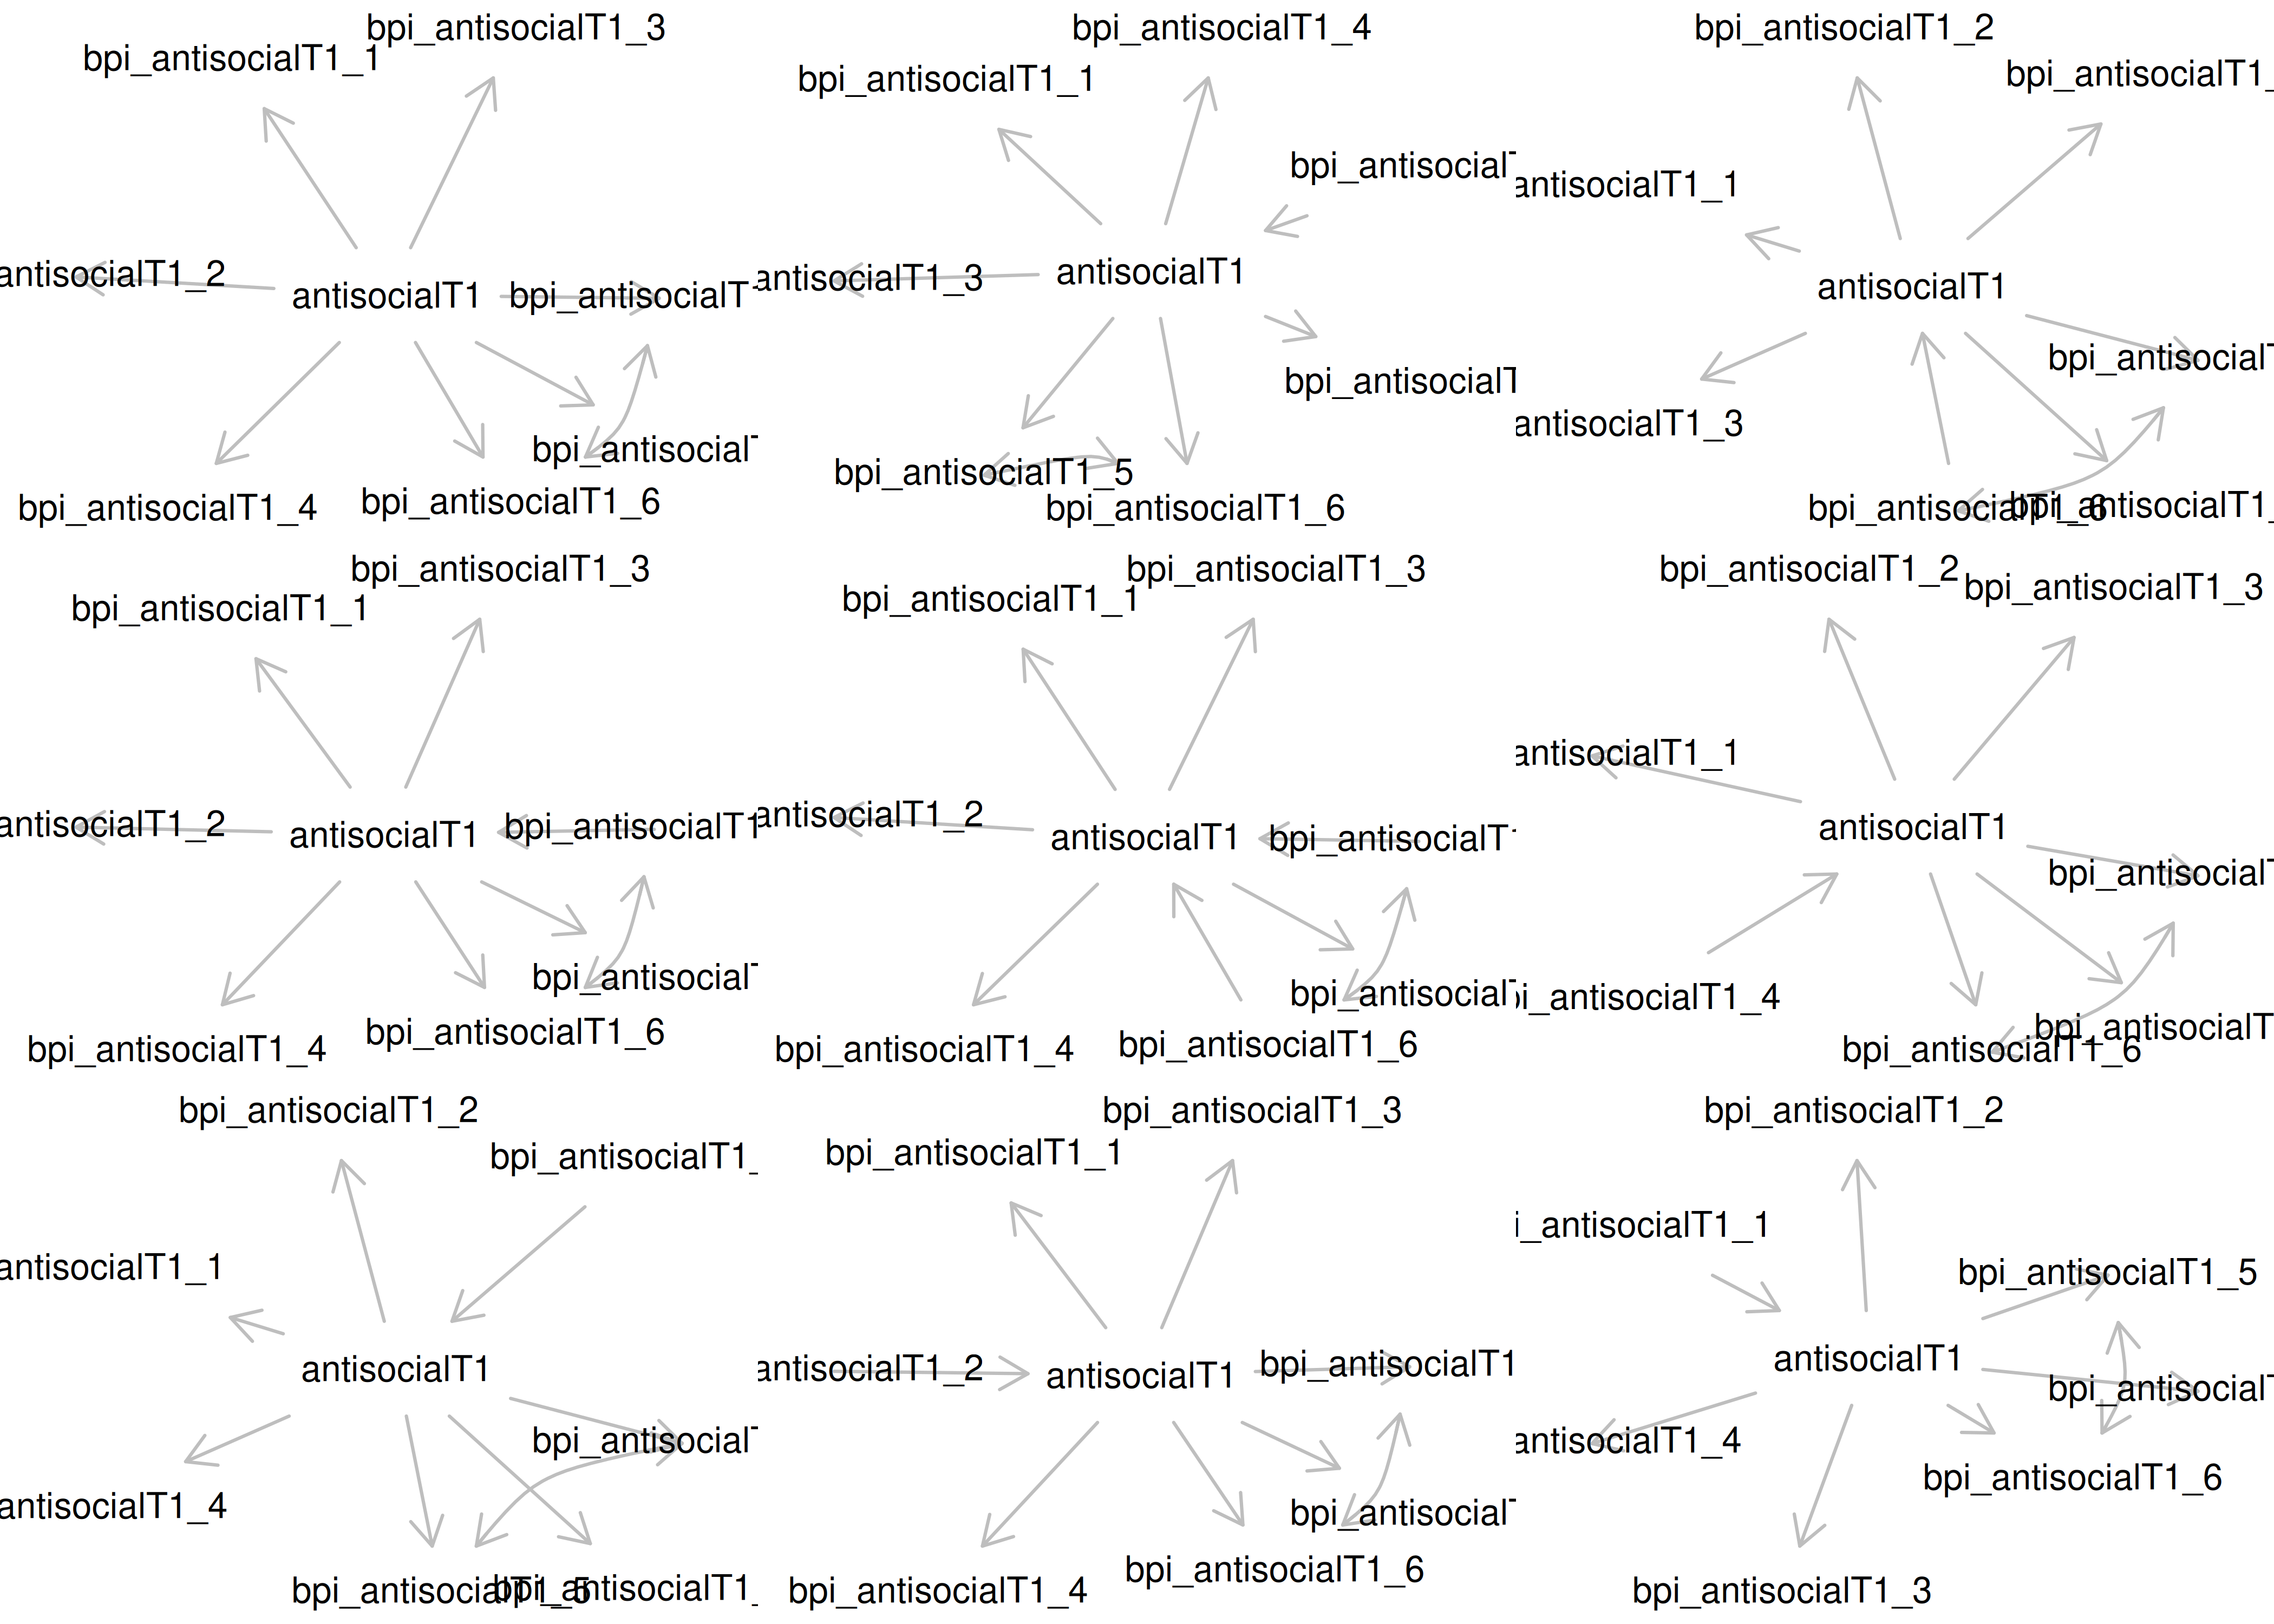 bpi_antisocialT1_3
bpi_antisocialT1_1
antisocialT1_2
antisocialT1
bpi_antisocialT
bpi_antisocial
bpi_antisocialT1_4
bpi_antisocialT1_6
bpi_antisocialT1_4
bpi_antisocialT1_1
bpi_antisocial
antisocialT1_3
antisocialT1
bpi_antisocial
bpi_antisocialT1_5
bpi_antisocialT1_6
bpi_antisocialT1_2
bpi_antisocialT1_
antisocialT1_1
antisocialT1
bpi_antisocial
antisocialT1_3
bpi_antisocialT1_6
bpi_antisocialT1_
bpi_antisocialT1_3
bpi_antisocialT1_1
antisocialT1_2
antisocialT1
bpi_antisocialT1
bpi_antisocial
bpi_antisocialT1_4
bpi_antisocialT1_6
bpi_antisocialT1_3
bpi_antisocialT1_1
antisocialT1_2
antisocialT1
bpi_antisocialT
bpi_antisocial
bpi_antisocialT1_4
bpi_antisocialT1_6
bpi_antisocialT1_2
bpi_antisocialT1_3
antisocialT1_1
antisocialT1
bpi_antisocial
i_antisocialT1_4
bpi_antisocialT
bpi_antisocialT1_6
bpi_antisocialT1_2
bpi_antisocialT1_
antisocialT1_1
antisocialT1
bpi_antisocial
antisocialT1_4
bpi_antisocialT1_5
bpi_antisocialT1_
bpi_antisocialT1_3
bpi_antisocialT1_1
antisocialT1_2
antisocialT1
bpi_antisocialT1
bpi_antisocial
bpi_antisocialT1_4
bpi_antisocialT1_6
bpi_antisocialT1_2
i_antisocialT1_1
bpi_antisocialT1_5
antisocialT1
bpi_antisocial
antisocialT1_4
bpi_antisocialT1_6
bpi_antisocialT1_3